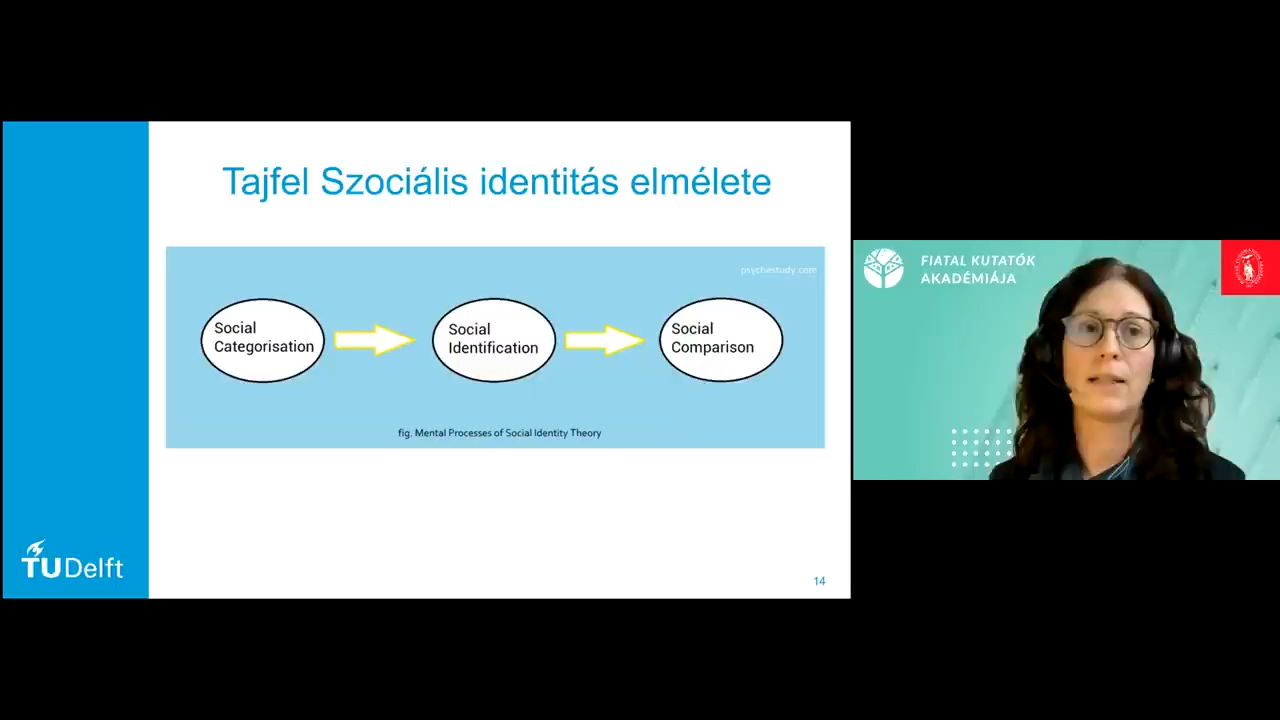 Tajfel Szociális identitás elmélete
psychestudy.com
Social
Categorisation
Social
Identification
Social
Comparison
fig. Mental Processes of Social Identity Theory
TUDelft
14
FIATAL KUTATÓK
AKADÉMIÁJA